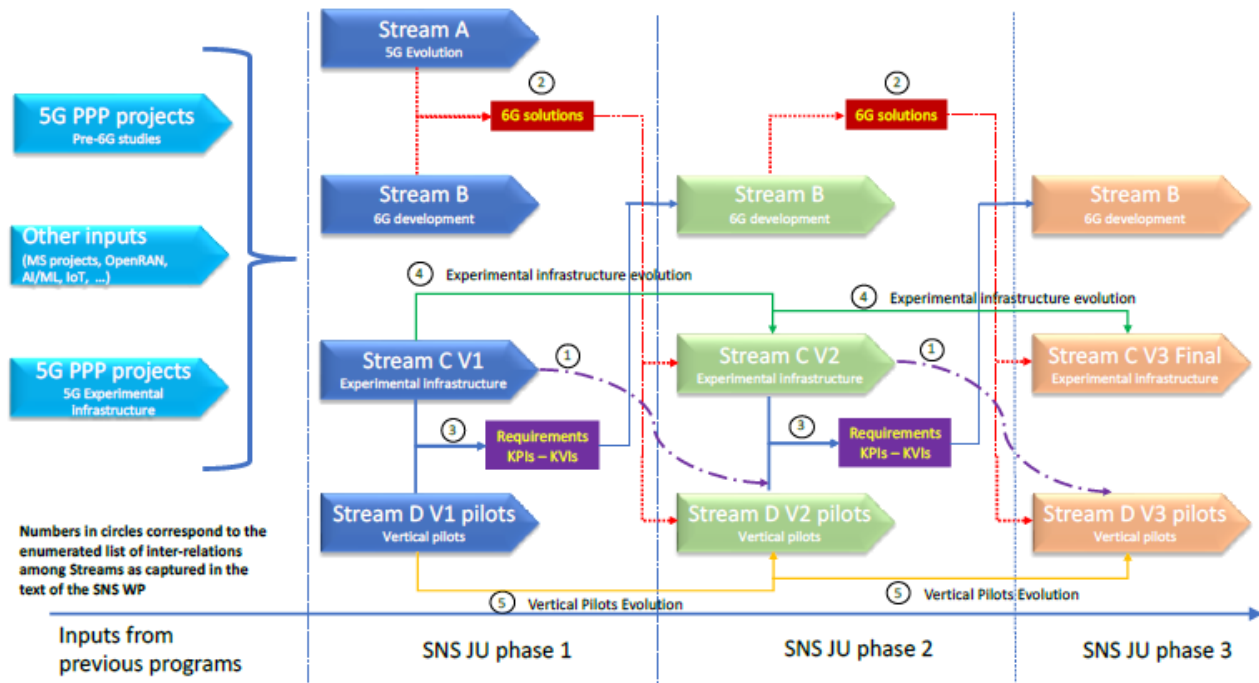 5G PPP projects
Pre-6G studies
Other inputs
(MS projects, OpenRAN,
AI/ML, IoT, …)
5G PPP projects
5G Experimental
infrastructure
Numbers in circles correspond to the
enumerated list of inter-relations
among Streams as captured in the
text of the SNS WP
Inputs from
previous programs
Stream A
5G Evolution
2
6G solutions
Stream B
6G development
4 Experimental infrastructure evolution
Stream C V1
Experimental infrastructure
1
3
Requirements
KPIs – KVIs
Stream D V1 pilots
Vertical pilots
5 Vertical Pilots Evolution
SNS JU phase 1
2
6G solutions
Stream B
6G development
4 Experimental infrastructure evolution
Stream C V2
Experimental Infrastructure
1
3
Requirements
KPIs – KVIs
Stream D V2 pilots
Vertical pilots
5 Vertical Pilots Evolution
SNS JU phase 2
Stream B
6G development
Stream C V3 Final
Experimental infrastructure
Stream D V3 pilots
Vertical pilots
SNS JU phase 3